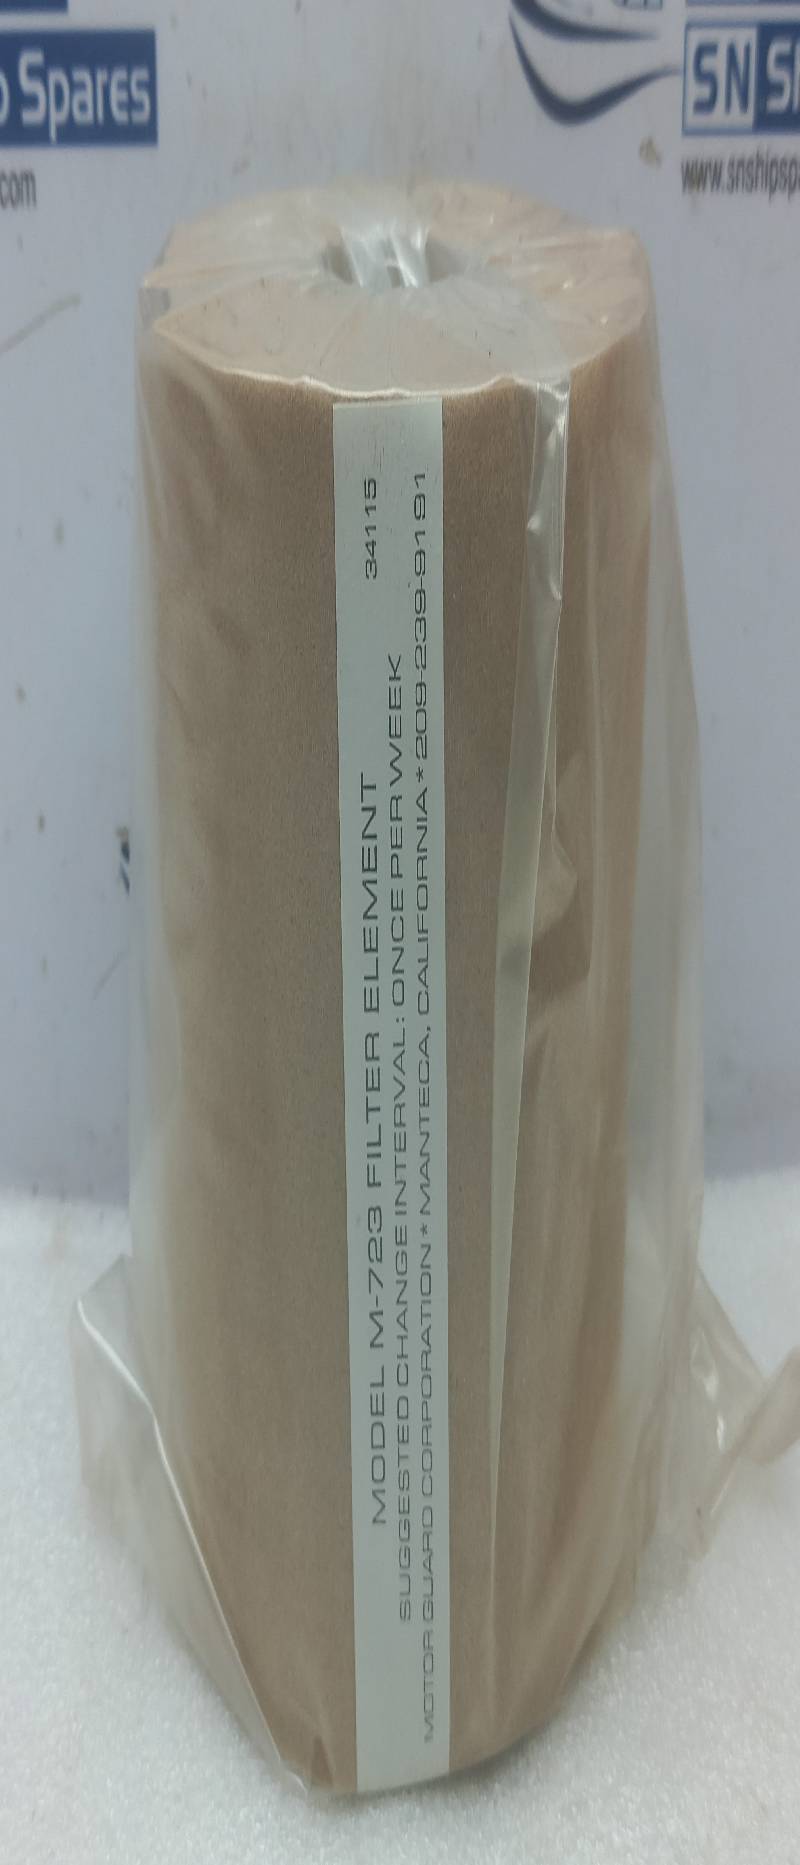 Spares
SN
.com
www.snshipspa
MODEL M-723 FILTER ELEMENT 34115
SUGGESTED CHANGE INTERVAL: ONCE PER WEEK
MOTOR GUARD CORPORATION * MANTECA, CALIFORNIA * 209-239-9191